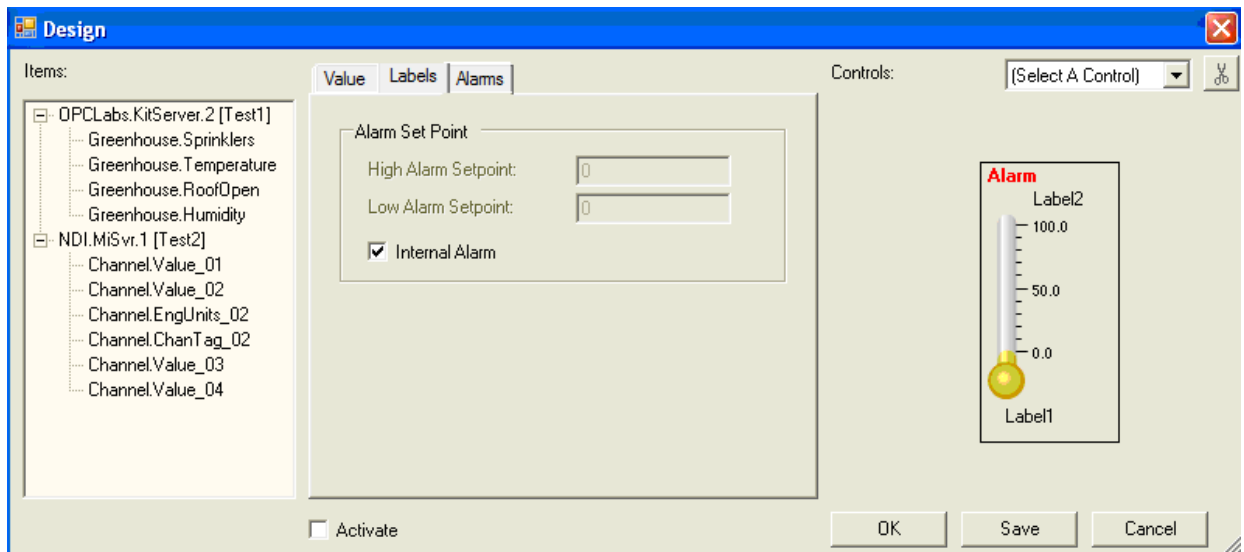 Design
Items:
Value Labels Alarms
Controls:
(Select A Control)
OPCLabs.KitServer.2 [Test1]
Greenhouse.Sprinklers
Greenhouse.Temperature
Greenhouse.RoofOpen
Greenhouse.Humidity
NDI.MiSvr.1 [Test2]
Channel.Value_01
Channel.Value_02
Channel.EngUnits_02
Channel.ChanTag_02
Channel.Value_03
Channel.Value_04
Alarm Set Point
High Alarm Setpoint: 0
Low Alarm Setpoint: 0
Internal Alarm
Alarm
Label2
100.0
50.0
0.0
Label1
Activate
OK Save Cancel